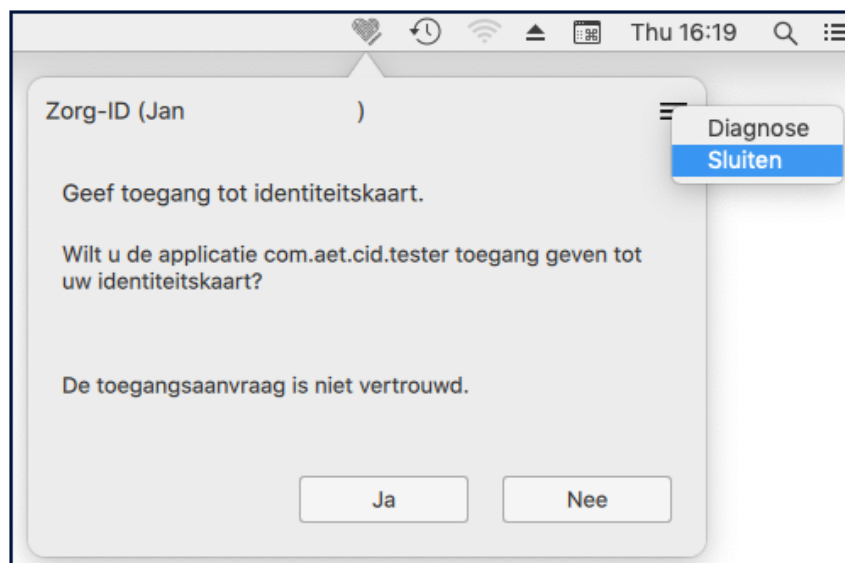 Thu 16:19
Zorg-ID (Jan )
Diagnose
Sluiten
Geef toegang tot identiteitskaart.
Wilt u de applicatie com.aet.cid.tester toegang geven tot
uw identiteitskaart?
De toegangsaanvraag is niet vertrouwd.
Ja Nee